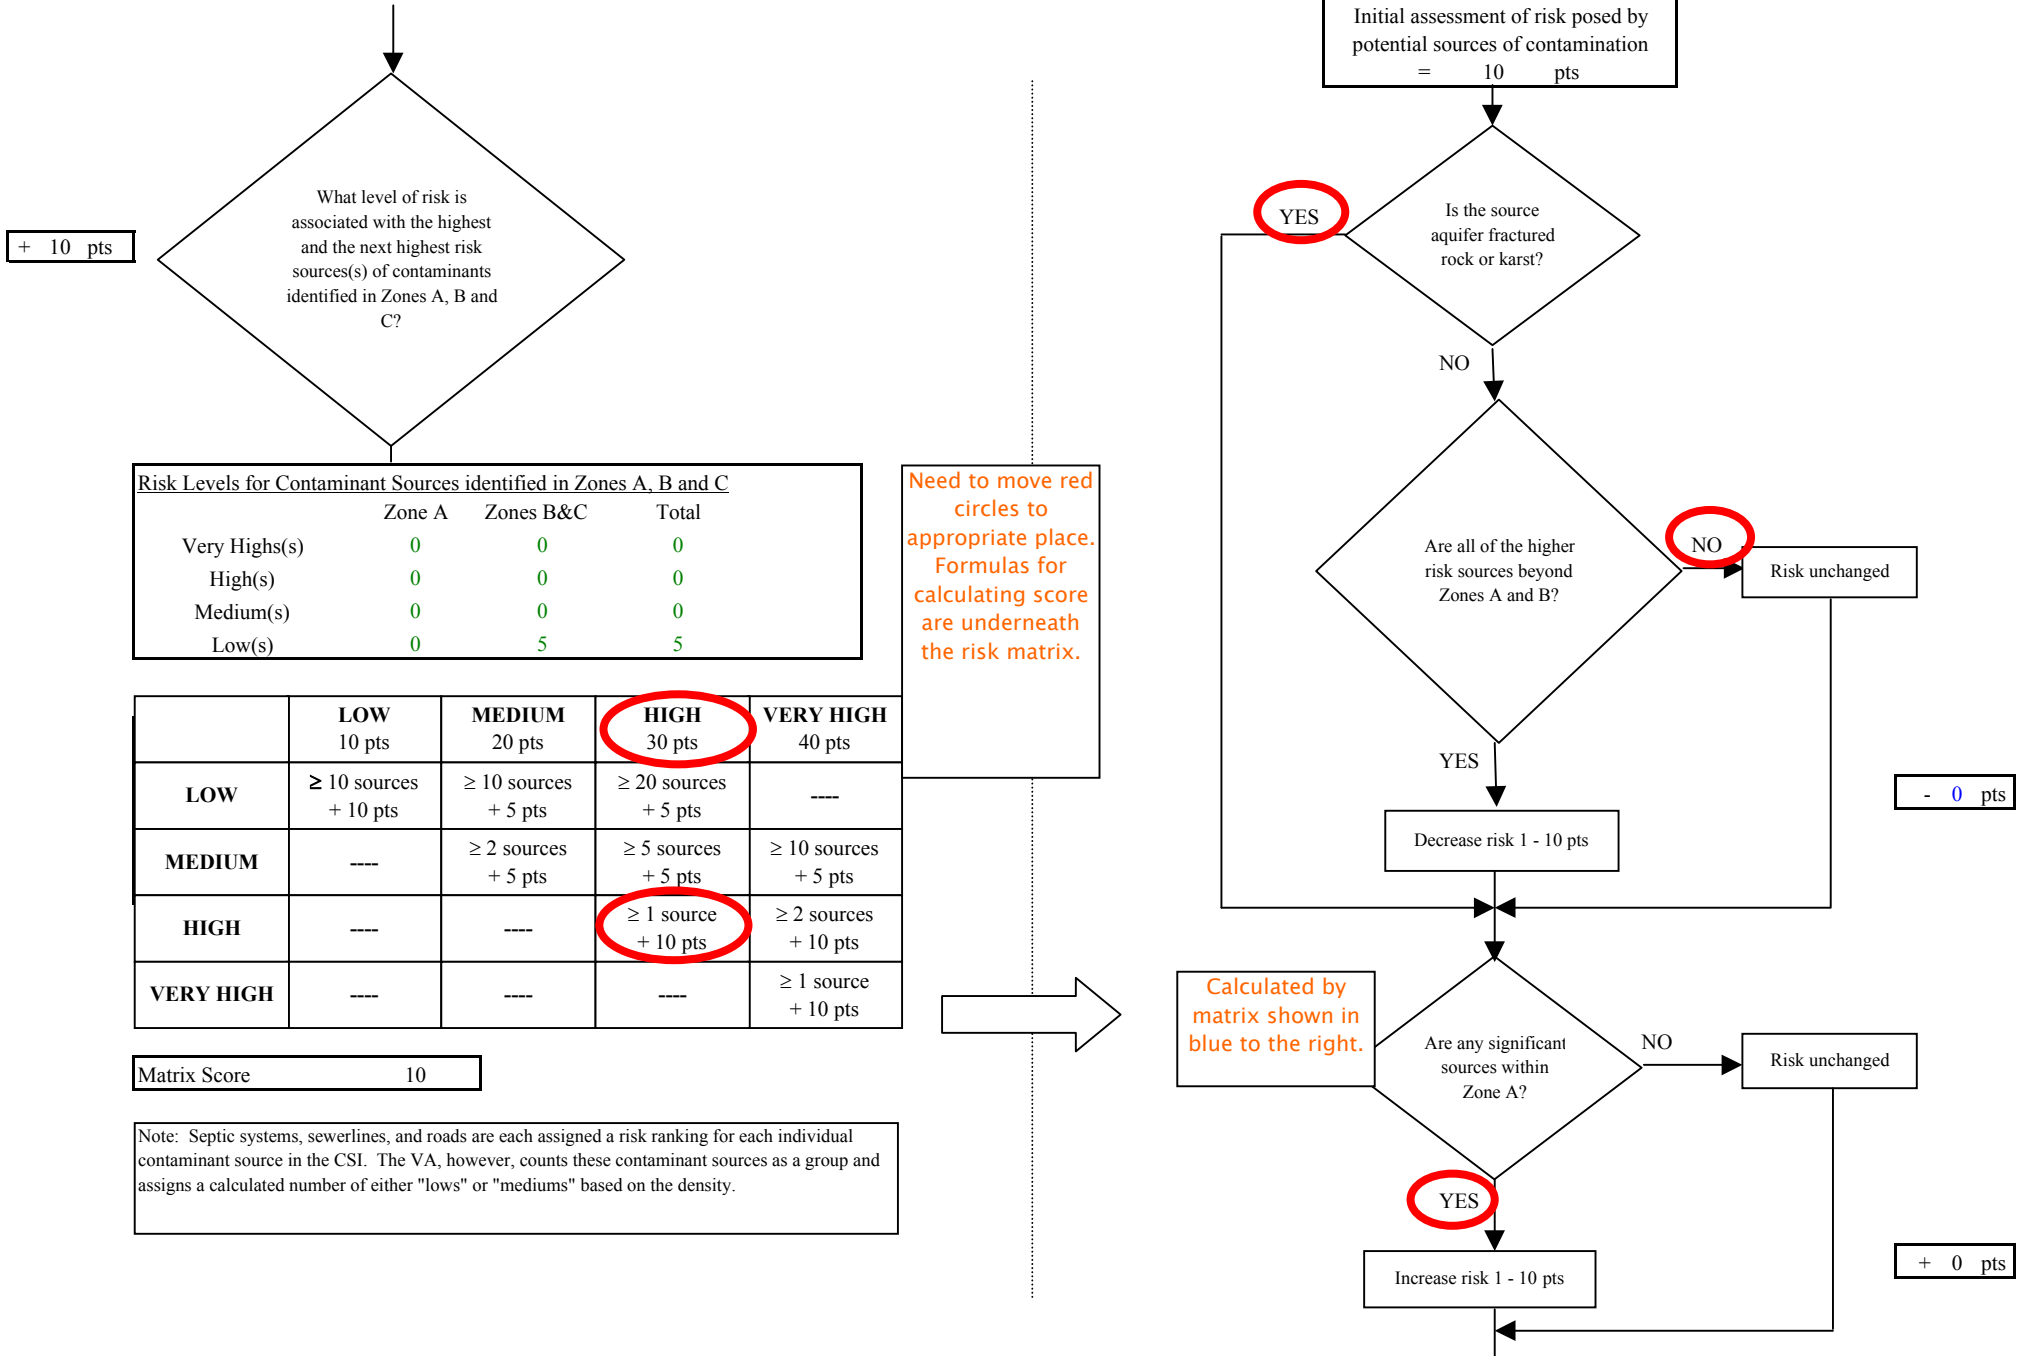 + 10 pts
What level of risk is
associated with the highest
and the next highest risk
sources(s) of contaminants
identified in Zones A, B and
C?
Risk Levels for Contaminant Sources identified in Zones A, B and C
Zone A Zones B&C Total
Very Highs(s) 0 0 0
High(s) 0 0 0
Medium(s) 0 0 0
Low(s) 0 5 5
LOW MEDIUM HIGH VERY HIGH
10 pts 20 pts 30 pts 40 pts
LOW ≥ 10 sources ≥ 10 sources ≥ 20 sources ----
+ 10 pts + 5 pts + 5 pts
MEDIUM ---- ≥ 2 sources ≥ 5 sources ≥ 10 sources
+ 5 pts + 5 pts + 5 pts
HIGH ---- ---- ≥ 1 source ≥ 2 sources
+ 10 pts + 10 pts
VERY HIGH ---- ---- ---- ≥ 1 source
+ 10 pts
Matrix Score 10
Note: Septic systems, sewerlines, and roads are each assigned a risk ranking for each individual
contaminant source in the CSI. The VA, however, counts these contaminant sources as a group and
assigns a calculated number of either "lows" or "mediums" based on the density.
Need to move red
circles to
appropriate place.
Formulas for
calculating score
are underneath
the risk matrix.
Initial assessment of risk posed by
potential sources of contamination
= 10 pts
YES
Is the source
aquifer fractured
rock or karst?
NO
Are all of the higher
risk sources beyond
Zones A and B?
NO
Risk unchanged
YES
- 0 pts
Decrease risk 1 - 10 pts
Calculated by
matrix shown in
blue to the right.
Are any significant
sources within
Zone A?
NO
Risk unchanged
YES
+ 0 pts
Increase risk 1 - 10 pts